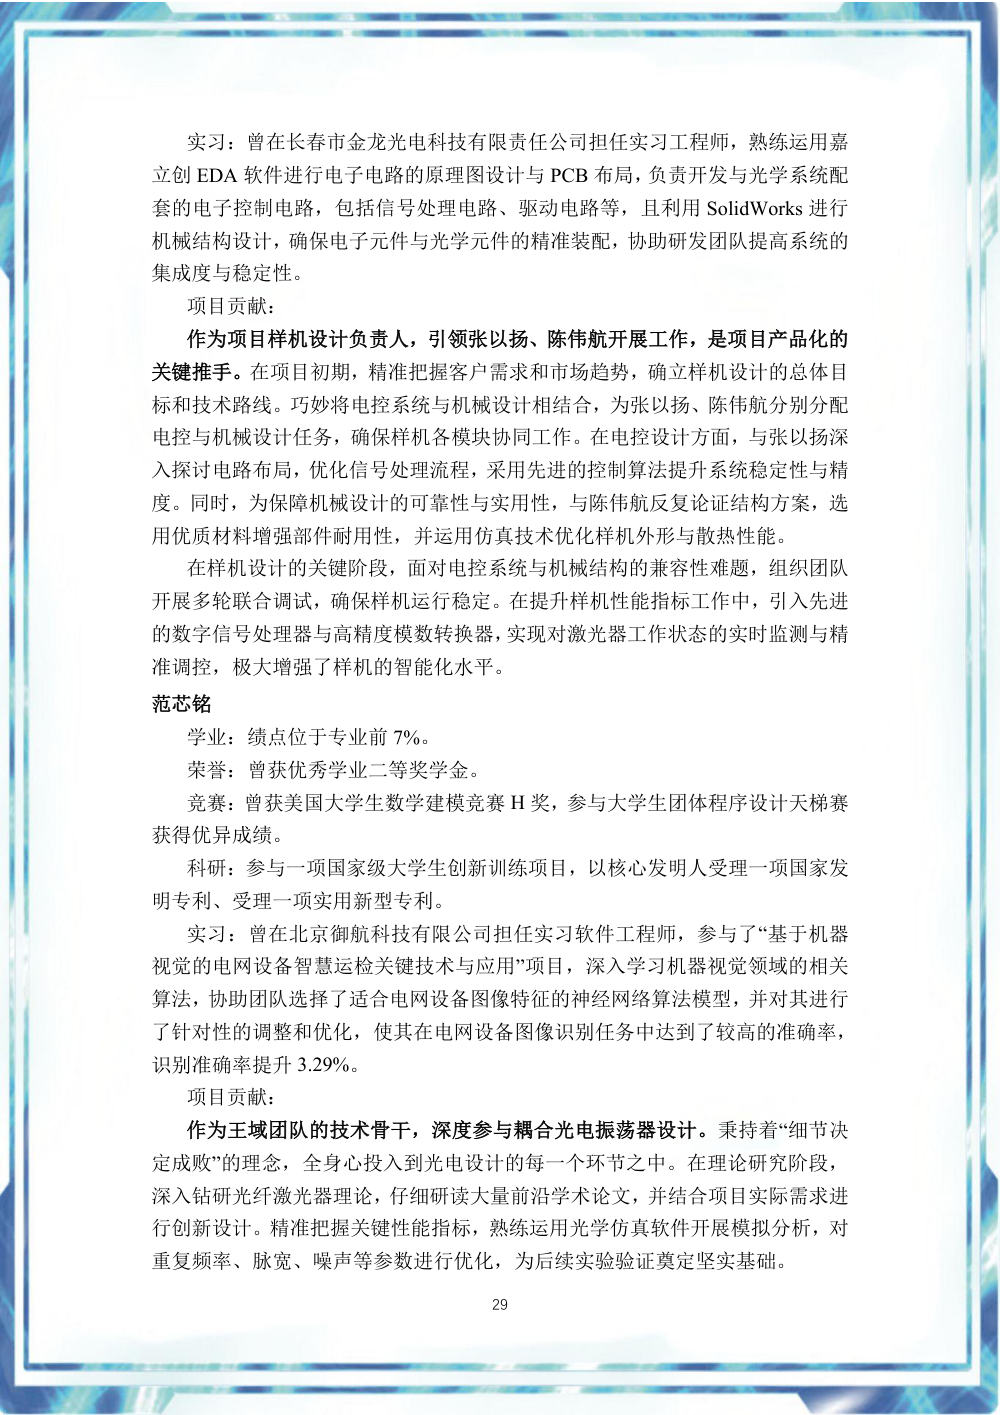 实习：曾在长春市金龙光电科技有限责任公司担任实习工程师，熟练运用嘉
立创 EDA 软件进行电子电路的原理图设计与 PCB 布局，负责开发与光学系统配
套的电子控制电路，包括信号处理电路、驱动电路等，且利用 SolidWorks 进行
机械结构设计，确保电子元件与光学元件的精准装配，协助研发团队提高系统的
集成度与稳定性。
项目贡献：
作为项目样机设计负责人，引领张以扬、陈伟航开展工作，是项目产品化的
关键推手。在项目初期，精准把握客户需求和市场趋势，确立样机设计的总体目
标和技术路线。巧妙将电控系统与机械设计相结合，为张以扬、陈伟航分别分配
电控与机械设计任务，确保样机各模块协同工作。在电控设计方面，与张以扬深
入探讨电路布局，优化信号处理流程，采用先进的控制算法提升系统稳定性与精
度。同时，为保障机械设计的可靠性与实用性，与陈伟航反复论证结构方案，选
用优质材料增强部件耐用性，并运用仿真技术优化样机外形与散热性能。
在样机设计的关键阶段，面对电控系统与机械结构的兼容性难题，组织团队
开展多轮联合调试，确保样机运行稳定。在提升样机性能指标工作中，引入先进
的数字信号处理器与高精度模数转换器，实现对激光器工作状态的实时监测与精
准调控，极大增强了样机的智能化水平。
范芯铭
学业：绩点位于专业前 7%。
荣誉：曾获优秀学业二等奖学金。
竞赛：曾获美国大学生数学建模竞赛 H 奖，参与大学生团体程序设计天梯赛
获得优异成绩。
科研：参与一项国家级大学生创新训练项目，以核心发明人受理一项国家发
明专利、受理一项实用新型专利。
实习：曾在北京御航科技有限公司担任实习软件工程师，参与了“基于机器
视觉的电网设备智慧运检关键技术与应用”项目，深入学习机器视觉领域的相关
算法，协助团队选择了适合电网设备图像特征的神经网络算法模型，并对其进行
了针对性的调整和优化，使其在电网设备图像识别任务中达到了较高的准确率，
识别准确率提升 3.29%。
项目贡献：
作为王域团队的技术骨干，深度参与耦合光电振荡器设计。秉持着“细节决
定成败”的理念，全身心投入到光电设计的每一个环节之中。在理论研究阶段，
深入钻研光纤激光器理论，仔细研读大量前沿学术论文，并结合项目实际需求进
行创新设计。精准把握关键性能指标，熟练运用光学仿真软件开展模拟分析，对
重复频率、脉宽、噪声等参数进行优化，为后续实验验证奠定坚实基础。
29